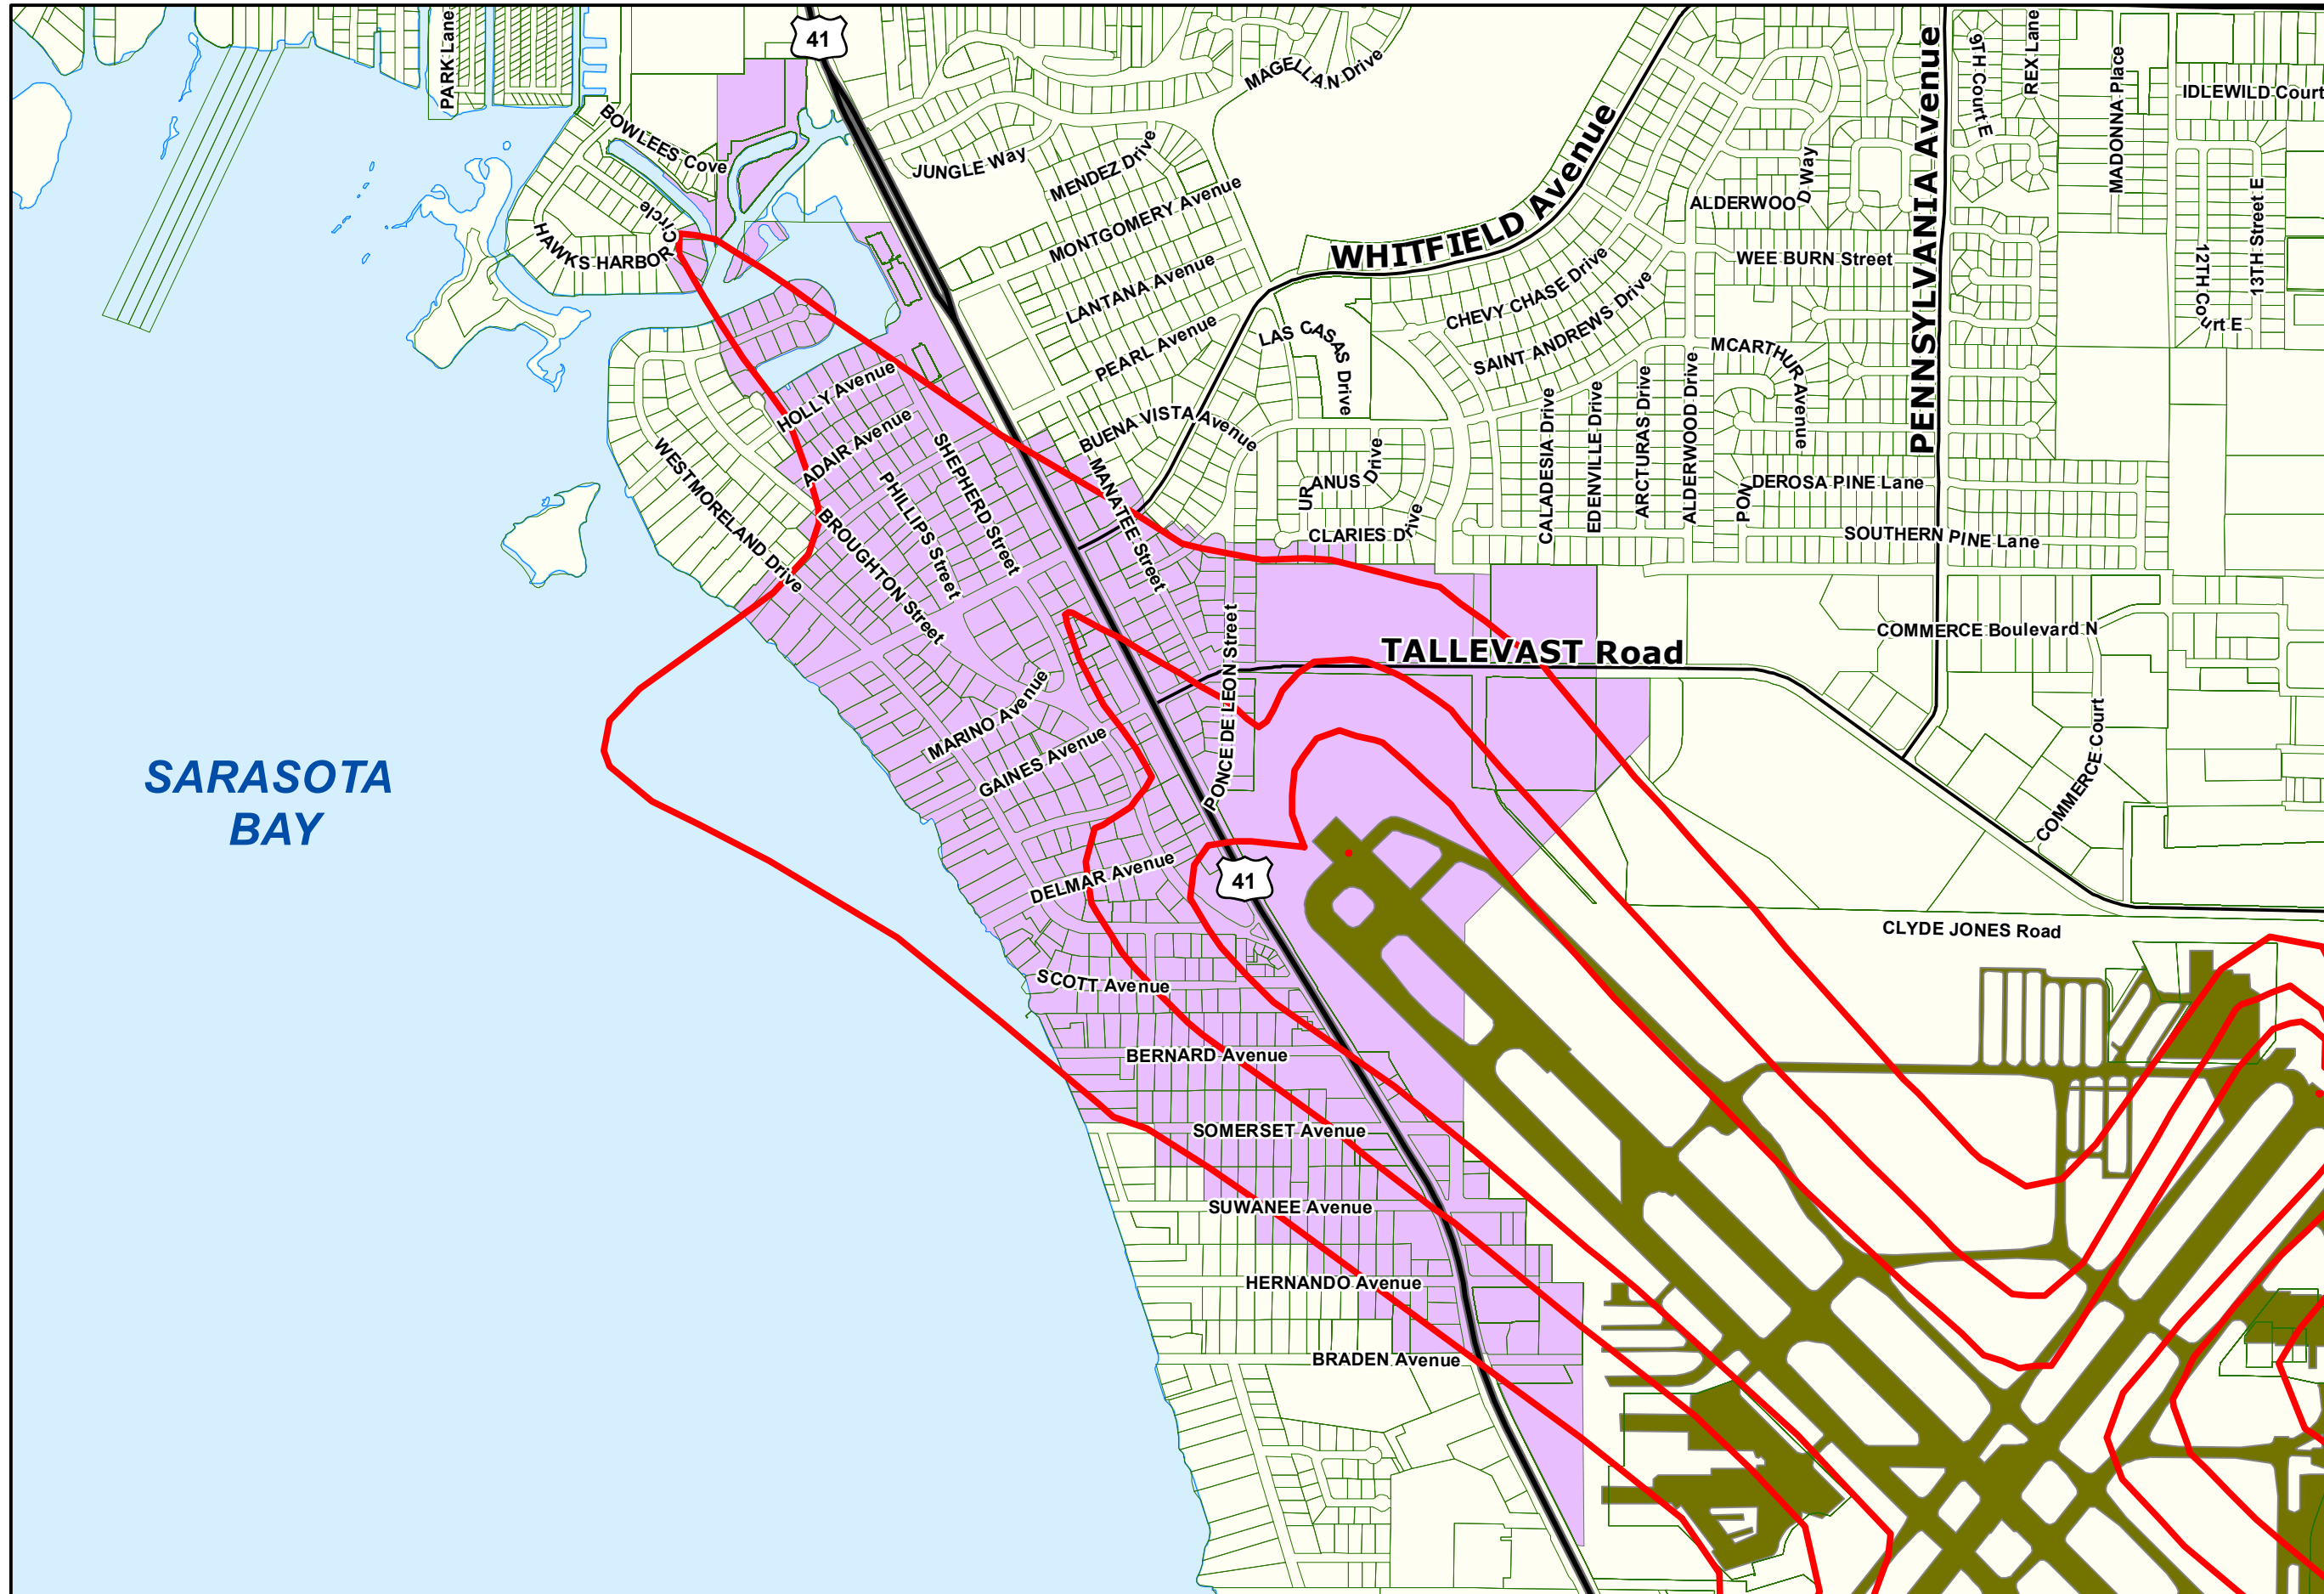 41
PARK Lane
MAGELLAN Drive
9TH Court E
REX Lane
MADONNA Place
IDLEWILD Court
BOWLEES Cove
JUNGLE Way
MENDEZ Drive
MONTGOMERY Avenue
WHITFIELD Avenue
PENNSYLVANIA Avenue
ALDERWOOD Way
HAWKS HARBOR Circle
WEE BURN Street
12TH Court E
13TH Street E
LANTANA Avenue
CHEVY CHASE Drive
SAINT ANDREWS Drive
PEARL Avenue
LAS CASAS Drive
MCARTHUR Avenue
HOLLY Avenue
ADAIR Avenue
BUENA VISTA Avenue
CALADESIA Drive
EDENVILLE Drive
ARCTURAS Drive
ALDERWOOD Drive
WESTMORELAND Drive
SHEPHERD Street
PHILLIPS Street
MANATEE Street
URANUS Drive
PONDEROSA PINE Lane
BROUGHTON Street
CLARIES Drive
SOUTHERN PINE Lane
TALLEVAST Road
COMMERCE Boulevard N
PONCE DE LEON Street
MARINO Avenue
GAINES Avenue
COMMERCE Court
SARASOTA
BAY
DELMAR Avenue
41
CLYDE JONES Road
SCOTT Avenue
BERNARD Avenue
SOMERSET Avenue
SUWANEE Avenue
HERNANDO Avenue
BRADEN Avenue